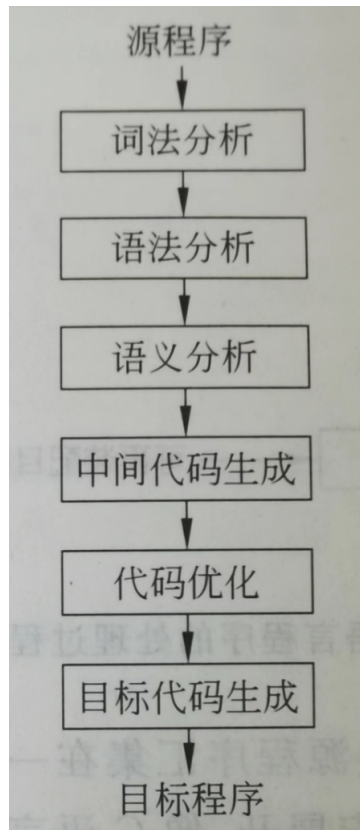 源程序
词法分析
语法分析
语义分析
中间代码生成
代码优化
目标代码生成
目标程序